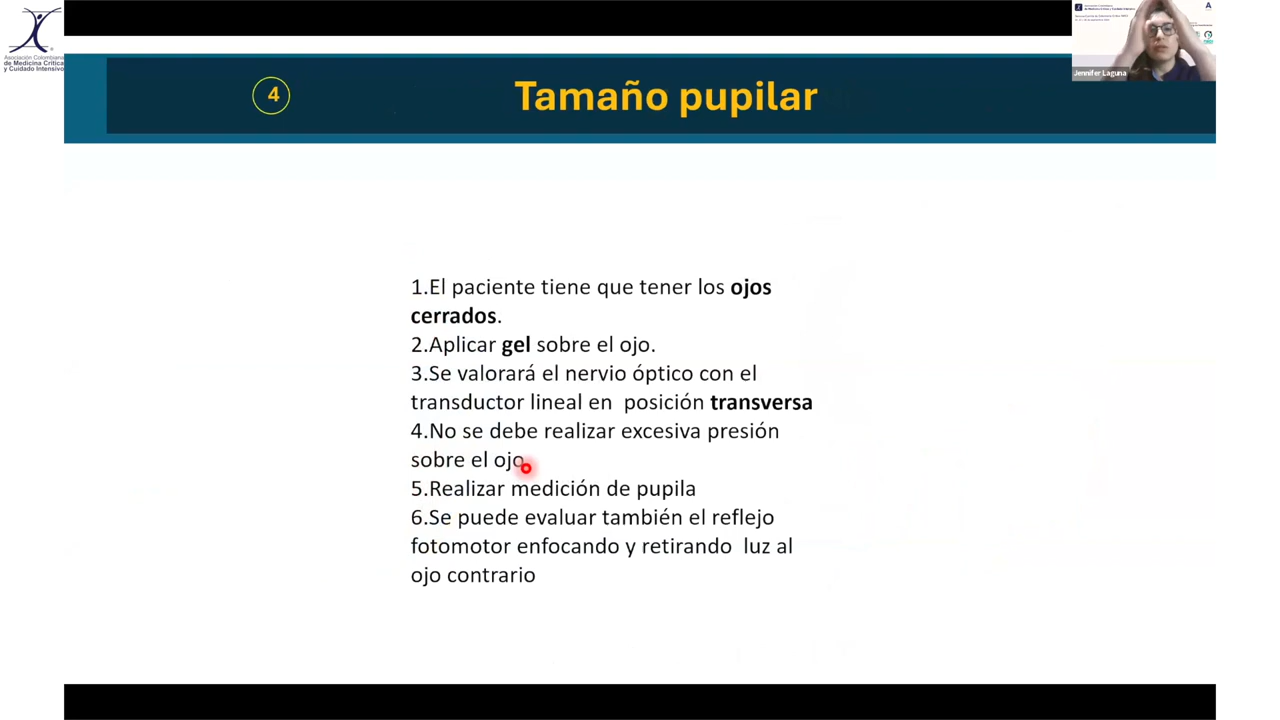 Asociación Colombiana
de Medicina Crítica
y Cuidado Intensivo
4
Tamaño pupilar
Jennifer Laguna
1.El paciente tiene que tener los ojos
cerrados.
2.Aplicar gel sobre el ojo.
3.Se valorará el nervio óptico con el
transductor lineal en posición transversa
4.No se debe realizar excesiva presión
sobre el ojo
5.Realizar medición de pupila
6.Se puede evaluar también el reflejo
fotomotor enfocando y retirando luz al
ojo contrario